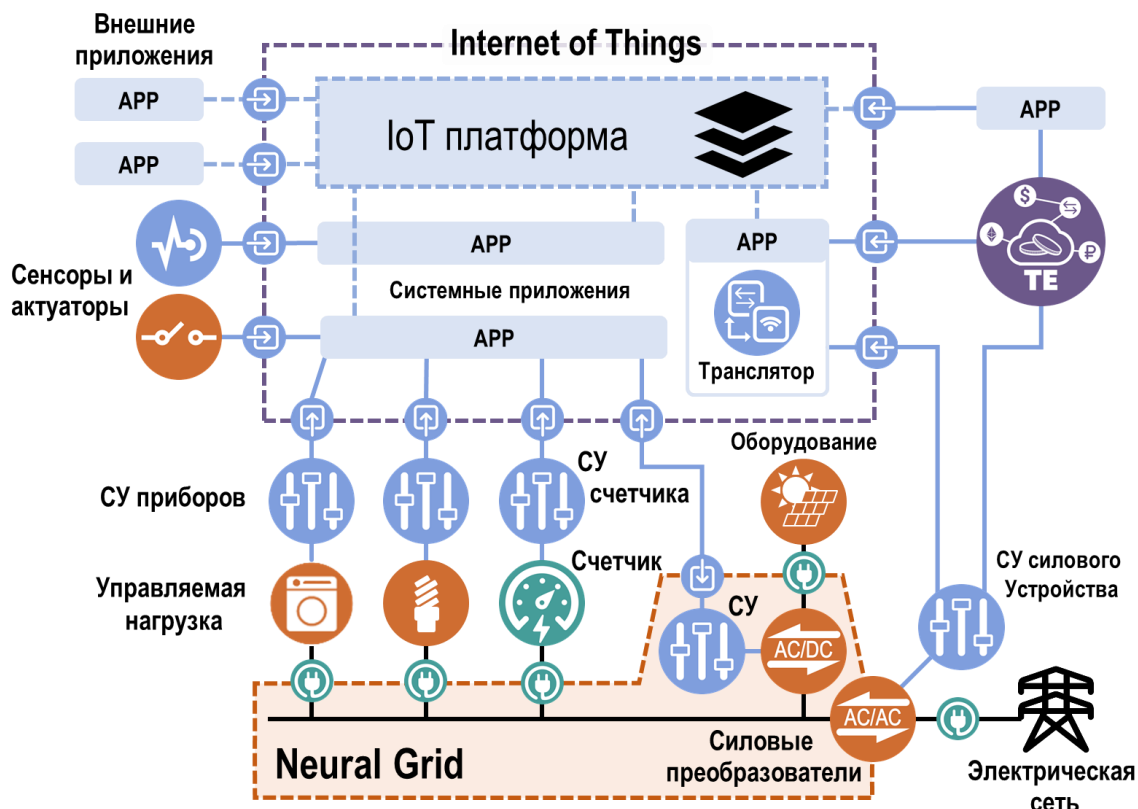 Внешние
приложения
Internet of Things
APP
IoT платформа
APP
APP
APP
APP
Сенсоры и
актуаторы
Системные приложения
TE
APP
Транслятор
Оборудование
СУ приборов
СУ
счетчика
СУ силового
Устройства
Управляемая
нагрузка
Счетчик
СУ
AC/DC
AC/AC
Neural Grid
Силовые
преобразователи
Электрическая
сеть